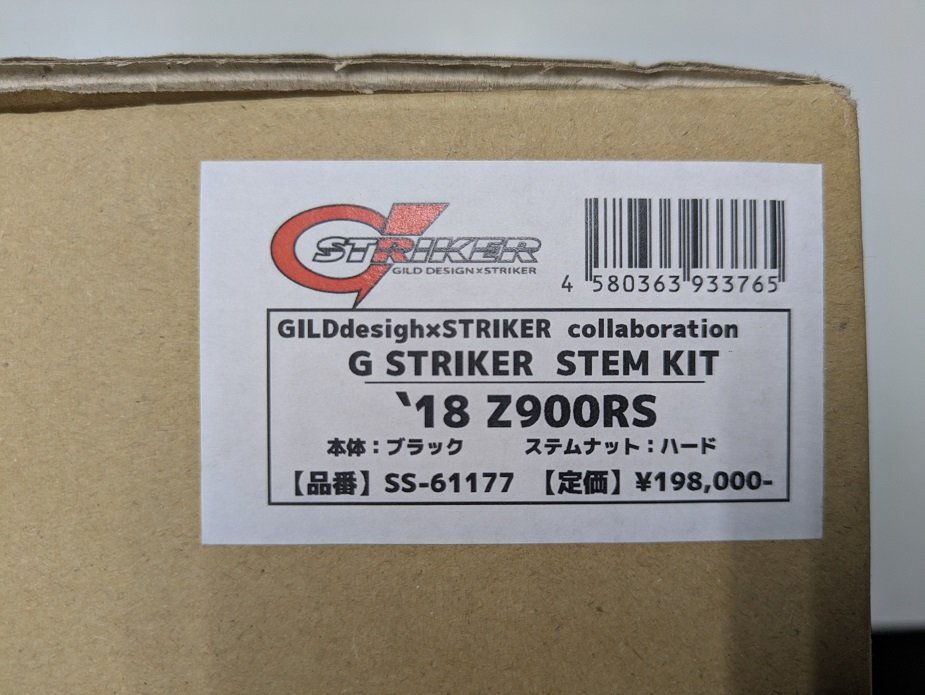 STRIKER
GILD DESIGN×STRIKER
4 580363 933765
GILDdesigh×STRIKER collaboration
G STRIKER STEM KIT
‵18 Z900RS
本体:ブラック ステムナット:ハード
【品番】SS-61177 【定価】¥198,000-